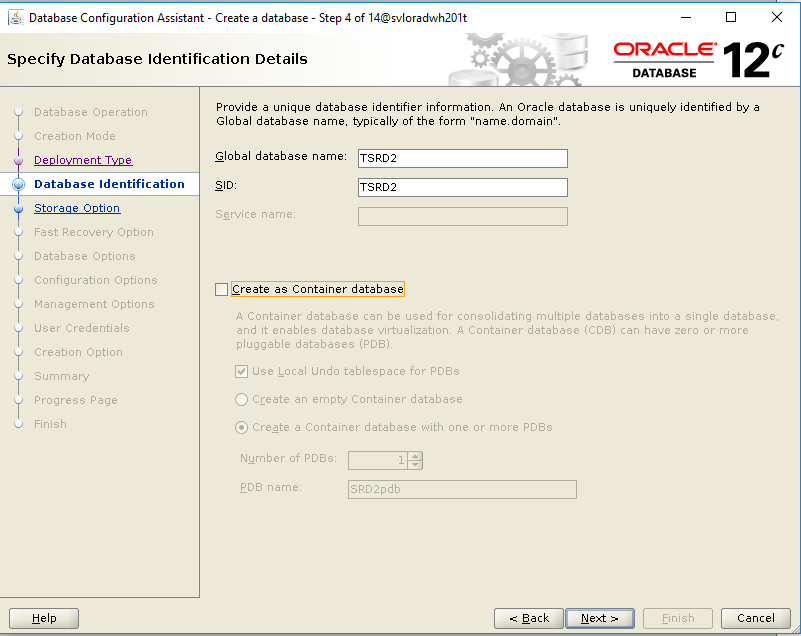 Database Configuration Assistant - Create a database - Step 4 of 14@svloradwh201t
Specify Database Identification Details
ORACLE®
DATABASE
12c
Database Operation
Creation Mode
Deployment Type
Database Identification
Storage Option
Fast Recovery Option
Database Options
Configuration Options
Management Options
User Credentials
Creation Option
Summary
Progress Page
Finish
Provide a unique database identifier information. An Oracle database is uniquely identified by a
Global database name, typically of the form "name.domain".
Global database name: TSRD2
SID: TSRD2
Service name:
Create as Container database
A Container database can be used for consolidating multiple databases into a single database,
and it enables database virtualization. A Container database (CDB) can have zero or more
pluggable databases (PDB).
Use Local Undo tablespace for PDBs
Create an empty Container database
Create a Container database with one or more PDBs
Number of PDBs: 1
PDB name: SRD2pdb
Help
< Back
Next >
Finish
Cancel